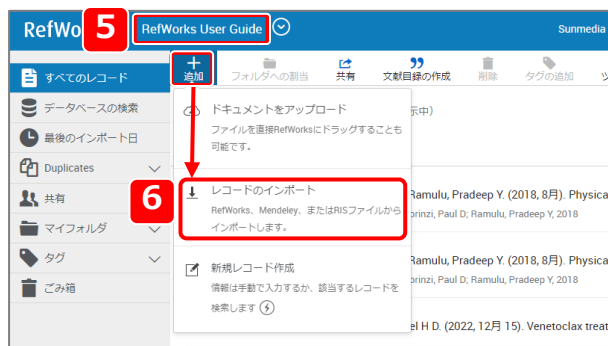 RefWo
5
RefWorks User Guide
Sunmedia
追加
フォルダへの割当
共有
文献目録の作成
削除
タグの追加
すべてのレコード
データベースの検索
最後のインポート日
Duplicates
共有
マイフォルダ
タグ
ごみ箱
ドキュメントをアップロード
ファイルを直接RefWorksにドラッグすることも
可能です。
6
レコードのインポート
RefWorks、Mendeley、またはRISファイルから
インポートします。
新規レコード作成
情報は手動で入力するか、該当するレコードを
検索します
示中)
Ramulu, Pradeep Y. (2018, 8月). Physica
prinzi, Paul D; Ramulu, Pradeep Y, 2018
Ramulu, Pradeep Y. (2018, 8月). Physica
prinzi, Paul D; Ramulu, Pradeep Y, 2018
el H D. (2022, 12月 15). Venetoclax treat